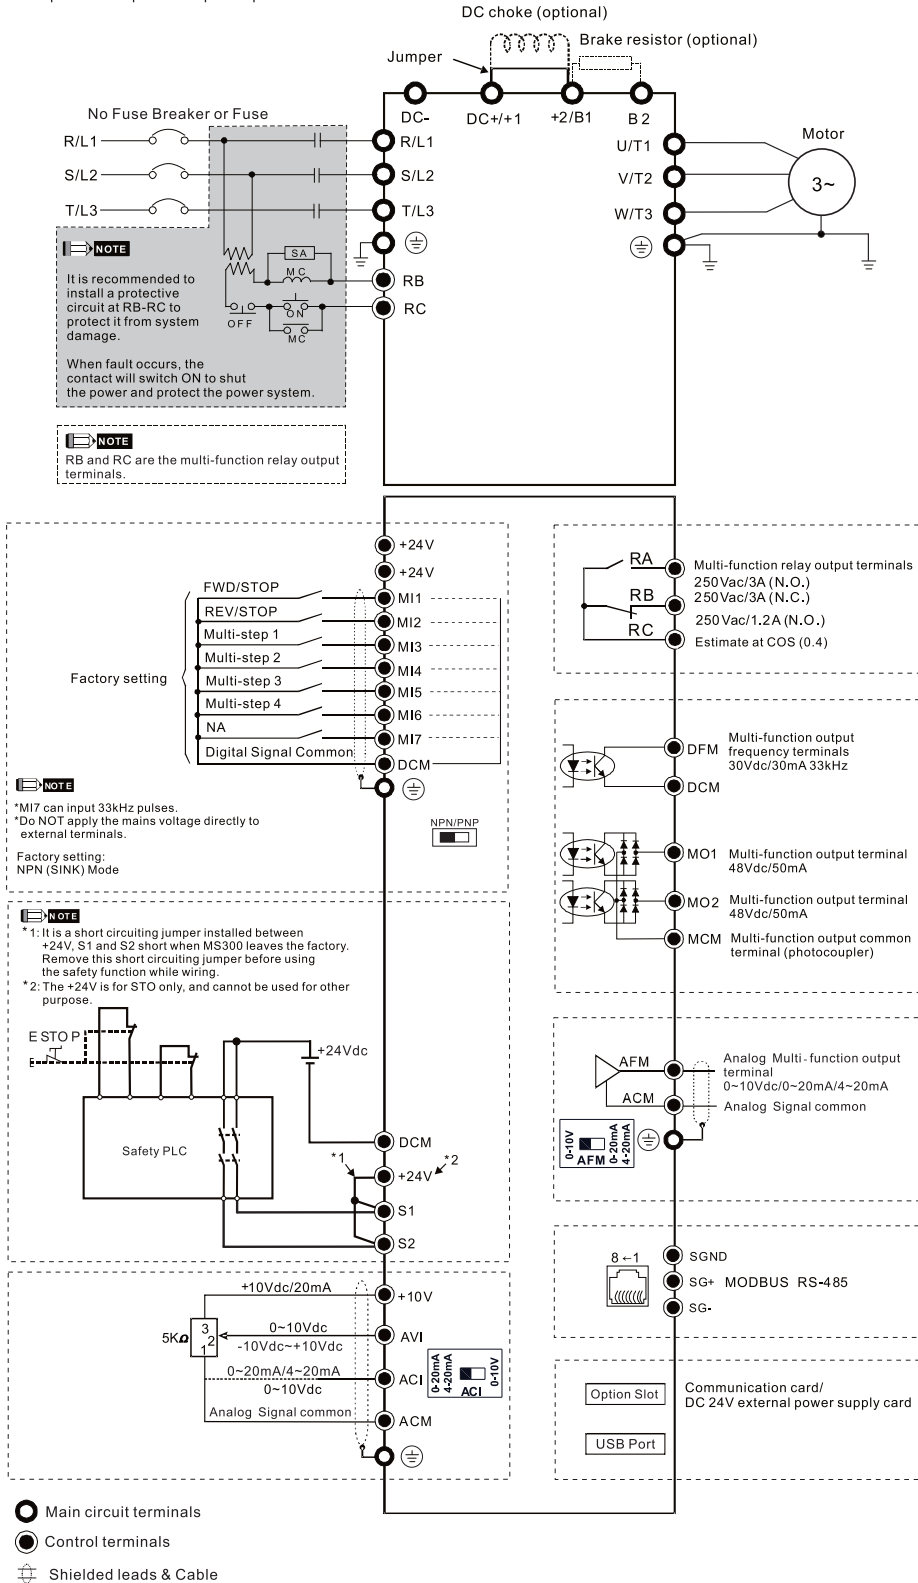 DC choke (optional)
Jumper
Brake resistor (optional)
DC-
DC+/+1
+2/B1
B2
No Fuse Breaker or Fuse
R/L1
R/L1
S/L2
S/L2
T/L3
T/L3
U/T1
V/T2
W/T3
Motor
3~
NOTE
It is recommended to
install a protective
circuit at RB-RC to
protect it from system
damage.
When fault occurs, the
contact will switch ON to shut
the power and protect the power system.
SA
MC
RB
RC
OFF
ON
MC
NOTE
RB and RC are the multi-function relay output
terminals.
+24V
+24V
Factory setting
FWD/STOP
MI1
REV/STOP
MI2
Multi-step 1
MI3
Multi-step 2
MI4
Multi-step 3
MI5
Multi-step 4
MI6
NA
MI7
Digital Signal Common
DCM
NOTE
*MI7 can input 33kHz pulses.
*Do NOT apply the mains voltage directly to
external terminals.
Factory setting:
NPN (SINK) Mode
NPN/PNP
RA
RB
RC
Multi-function relay output terminals
250Vac/3A (N.O.)
250Vac/3A (N.C.)
250Vac/1.2A (N.O.)
Estimate at COS (0.4)
DFM
Multi-function output
frequency terminals
30Vdc/30mA 33kHz
DCM
MO1
Multi-function output terminal
48Vdc/50mA
MO2
Multi-function output terminal
48Vdc/50mA
MCM
Multi-function output common
terminal (photocoupler)
NOTE
*1: It is a short circuiting jumper installed between
+24V, S1 and S2 short when MS300 leaves the factory.
Remove this short circuiting jumper before using
the safety function while wiring.
*2: The +24V is for STO only, and cannot be used for other
purpose.
ESTOP
+24Vdc
Safety PLC
DCM
*1
+24V
*2
S1
S2
AFM
Analog Multi-function output
terminal
0~10Vdc/0~20mA/4~20mA
ACM
Analog Signal common
0-10V
AFM
0-20mA
4-20mA
8←1
SGND
SG+
MODBUS RS-485
SG-
+10Vdc/20mA
+10V
5KΩ
3
2
1
0~10Vdc
-10Vdc~+10Vdc
AVI
0~20mA/4~20mA
0~10Vdc
ACI
Analog Signal common
ACM
0-20mA
4-20mA
ACI
0-10V
Option Slot
Communication card/
DC 24V external power supply card
USB Port
Main circuit terminals
Control terminals
Shielded leads & Cable